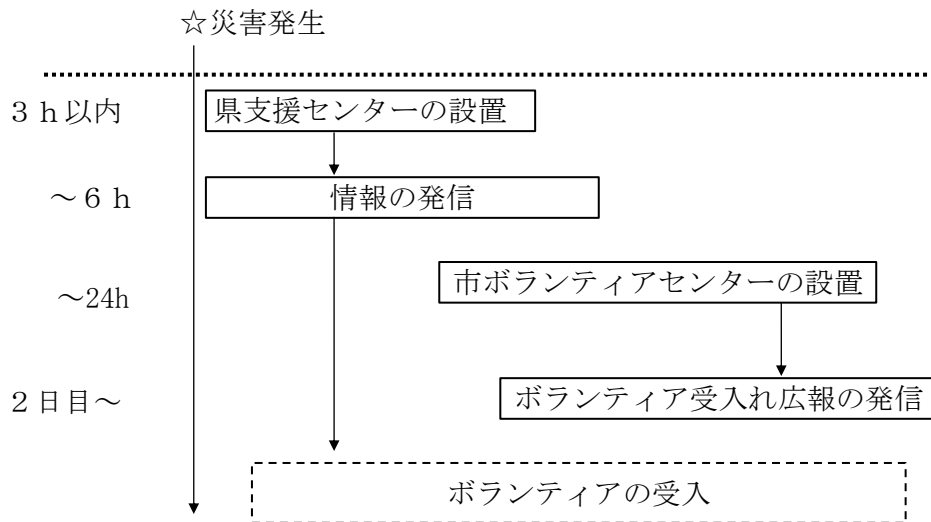 ☆災害発生
３ｈ以内
県支援センターの設置
～６ｈ
情報の発信
市ボランティアセンターの設置
～24h
２日目～
ボランティア受入れ広報の発信
ボランティアの受入